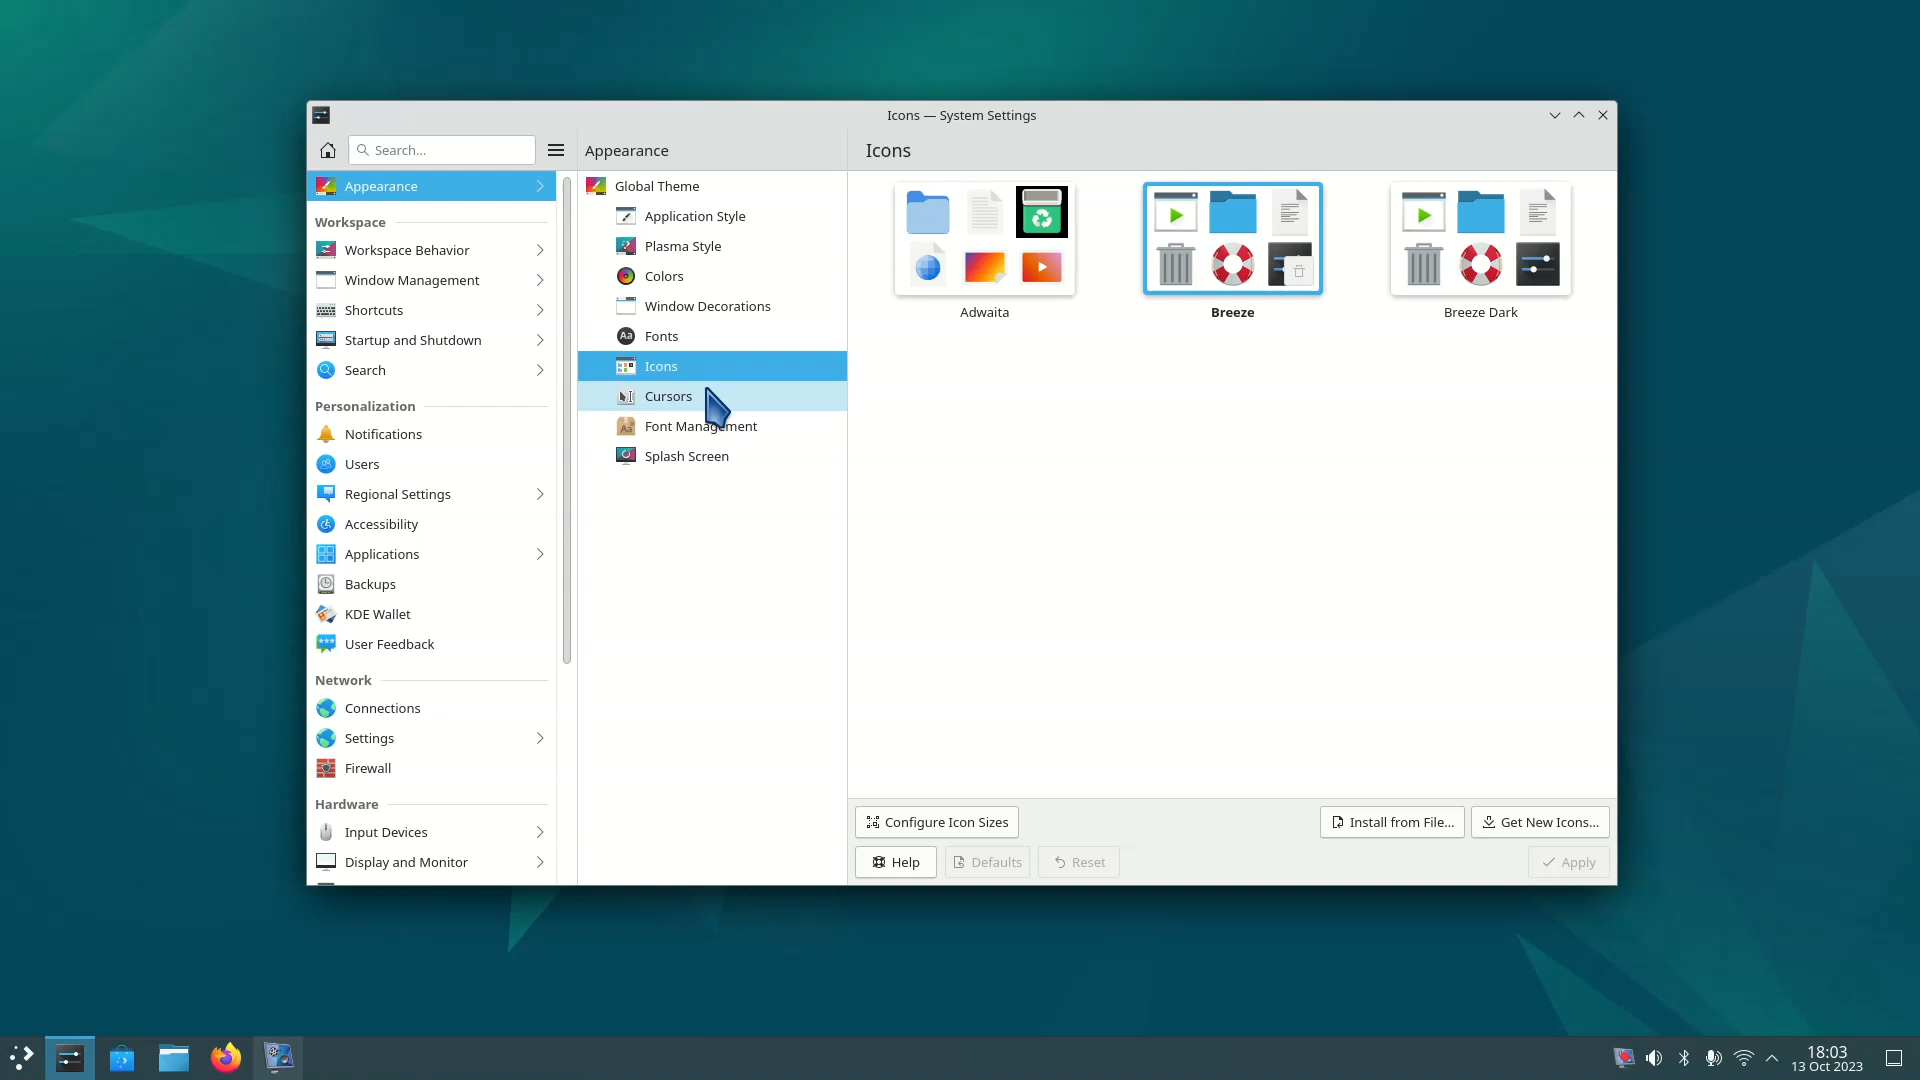 Icons — System Settings
Search...
Appearance
Icons
Appearance
Workspace
Workspace Behavior
Window Management
Shortcuts
Startup and Shutdown
Search
Personalization
Notifications
Users
Regional Settings
Accessibility
Applications
Backups
KDE Wallet
User Feedback
Network
Connections
Settings
Firewall
Hardware
Input Devices
Display and Monitor
Global Theme
Application Style
Plasma Style
Colors
Window Decorations
Aa Fonts
Icons
Cursors
Aa Font Management
Splash Screen
Adwaita
Breeze
Breeze Dark
Configure Icon Sizes
Install from File...
Get New Icons...
Help
Defaults
Reset
Apply
18:03
13 Oct 2023